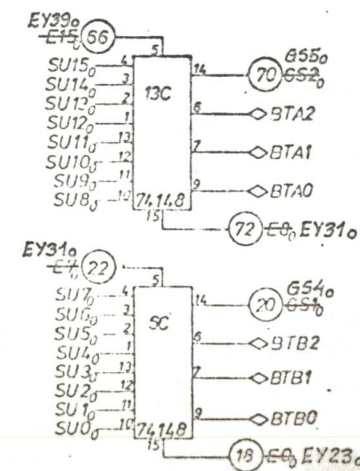 EY39₀
E15₀ 66
5
SU15₀ 4
14 70 GS5₀
GS2₀
SU14₀ 3
SU13₀ 2
13C
SU12₀ 1
6 BTA2
SU11₀ 13
SU10₀ 12
7 BTA1
SU9₀ 11
SU8₀ 10
9 BTA0
74148
15
72 E0₀ EY31₀
EY31₀
22
5
SU7₀ 4
14 20 GS4₀
GS1₀
SU6₀ 3
SU5₀ 2
SU4₀ 1
6 BTB2
SU3₀ 13
SU2₀ 12
7 BTB1
SU1₀ 11
SU0₀ 10
9 BTB0
74148
15
18 E0₀ EY23₀